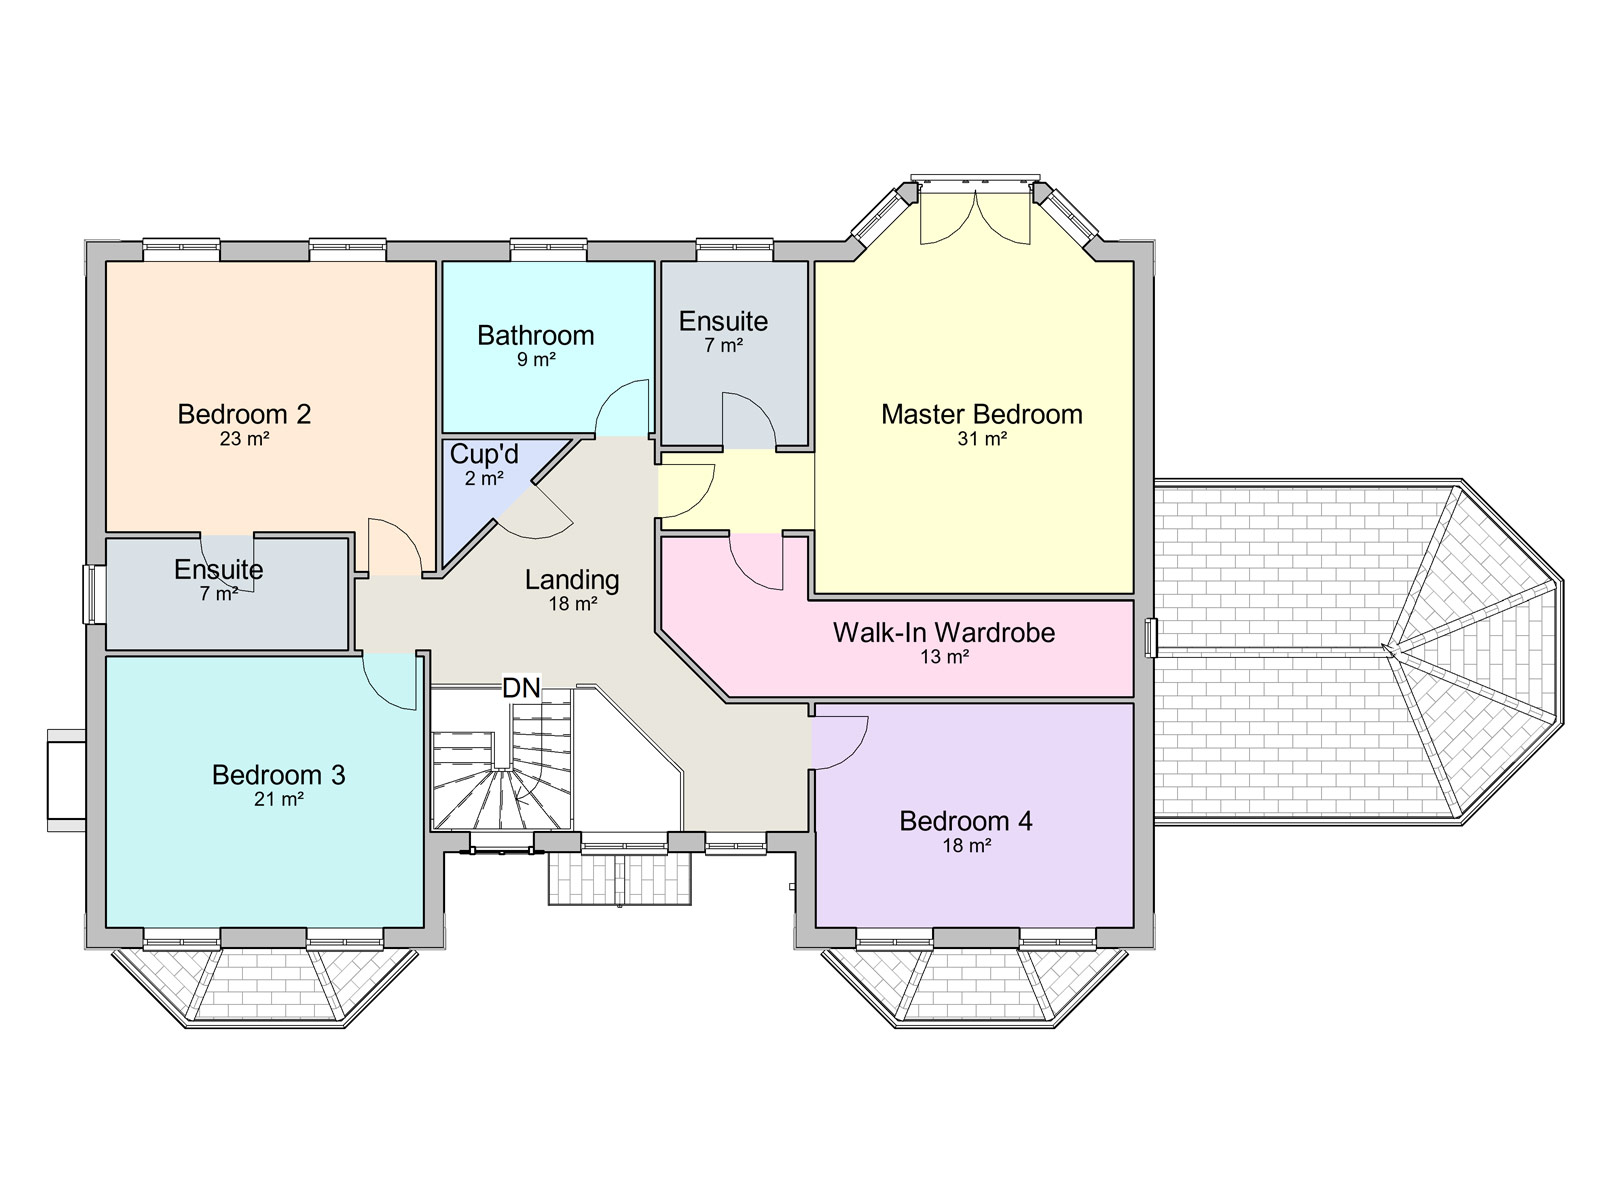 Bedroom 2
23 m²
Bathroom
9 m²
Ensuite
7 m²
Master Bedroom
31 m²
Cup'd
2 m²
Ensuite
7 m²
Landing
18 m²
Walk-In Wardrobe
13 m²
DN
Bedroom 3
21 m²
Bedroom 4
18 m²